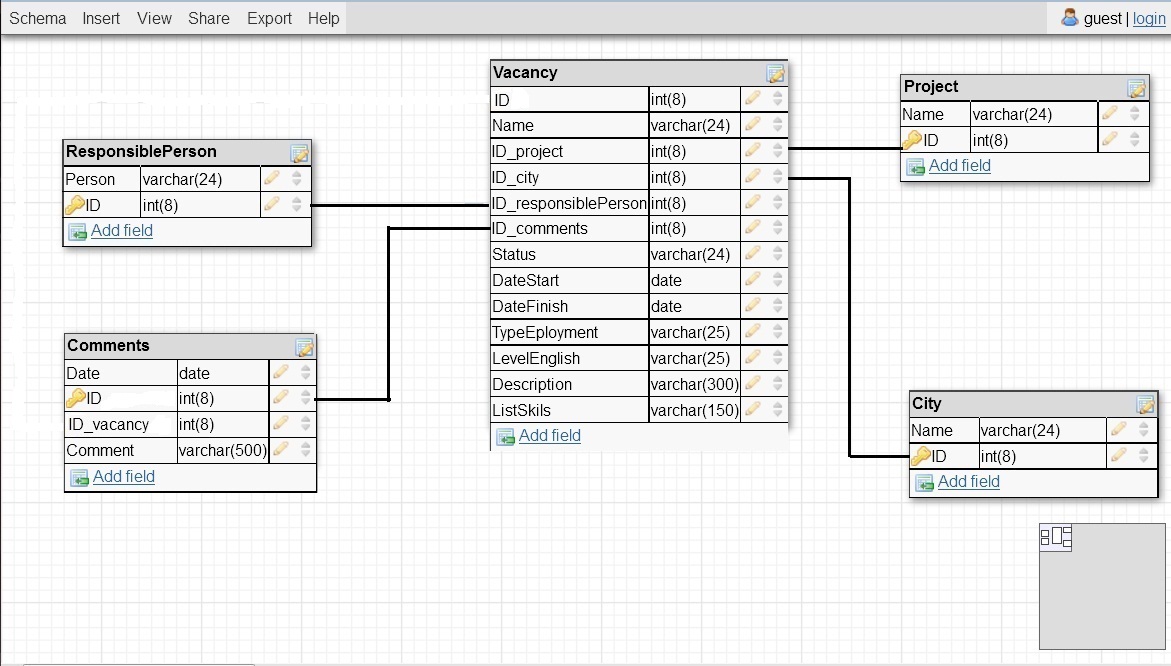 Schema Insert View Share Export Help guest | login
Vacancy
ID int(8)
Name varchar(24)
ID_project int(8)
ID_city int(8)
ID_responsiblePerson int(8)
ID_comments int(8)
Status varchar(24)
DateStart date
DateFinish date
TypeEployment varchar(25)
LevelEnglish varchar(25)
Description varchar(300)
ListSkils varchar(150)
Add field
Project
Name varchar(24)
ID int(8)
Add field
ResponsiblePerson
Person varchar(24)
ID int(8)
Add field
Comments
Date date
ID int(8)
ID_vacancy int(8)
Comment varchar(500)
Add field
City
Name varchar(24)
ID int(8)
Add field